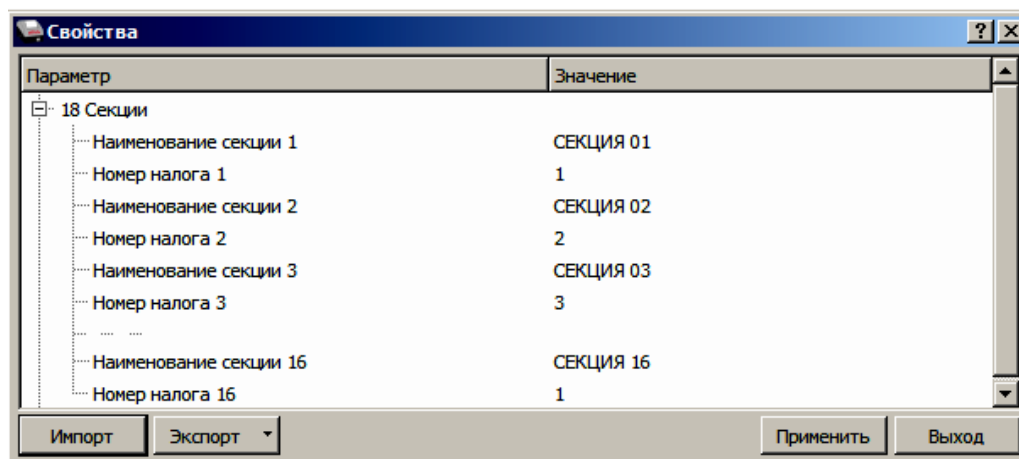 Свойства
Параметр Значение
18 Секции
Наименование секции 1 СЕКЦИЯ 01
Номер налога 1 1
Наименование секции 2 СЕКЦИЯ 02
Номер налога 2 2
Наименование секции 3 СЕКЦИЯ 03
Номер налога 3 3
... ... ...
Наименование секции 16 СЕКЦИЯ 16
Номер налога 16 1
Импорт Экспорт Применить Выход